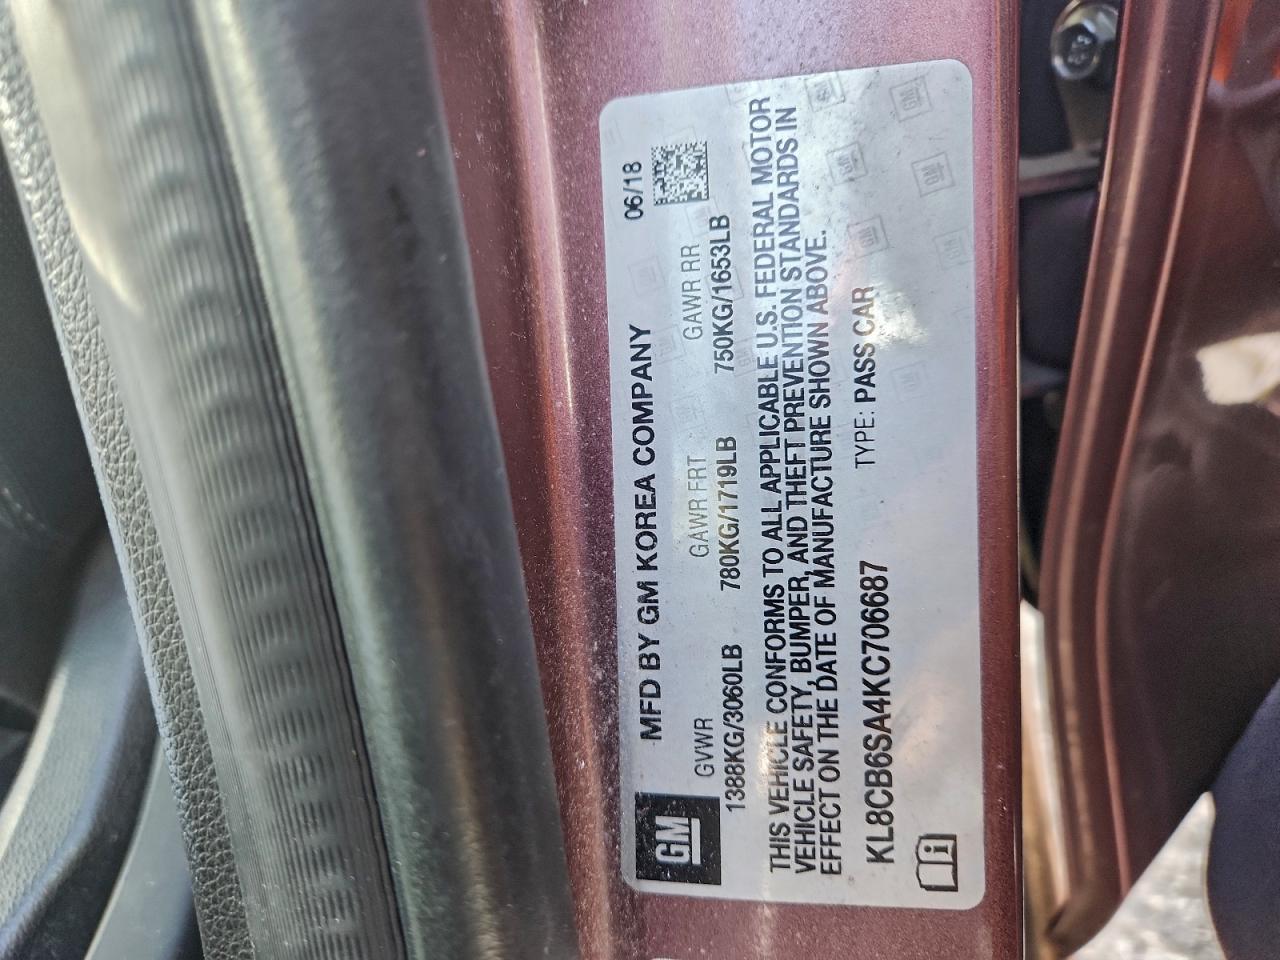 GM
MFD BY GM KOREA COMPANY 06/18
GVWR GAWR FRT GAWR RR
1388KG/3060LB 780KG/1719LB 750KG/1653LB
THIS VEHICLE CONFORMS TO ALL APPLICABLE U.S. FEDERAL MOTOR
VEHICLE SAFETY, BUMPER, AND THEFT PREVENTION STANDARDS IN
EFFECT ON THE DATE OF MANUFACTURE SHOWN ABOVE.
KL8CB6SA4KC706687 TYPE: PASS CAR